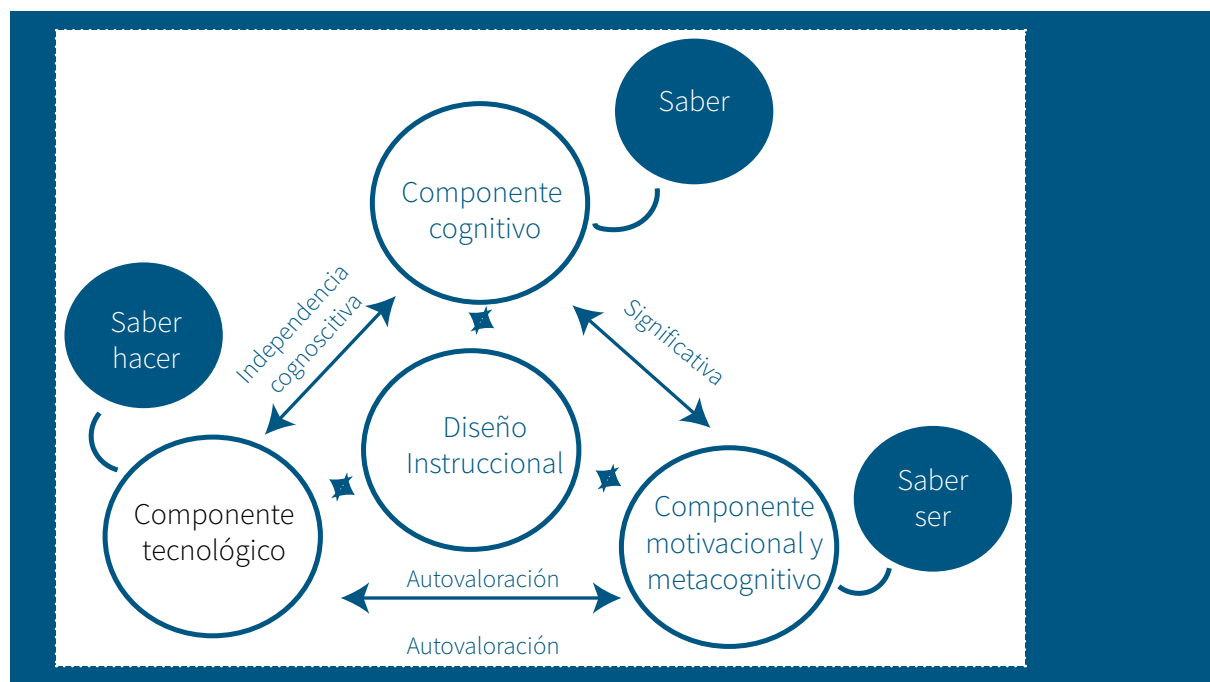 Saber
Componente
cognitivo
Independencia
cognoscitiva
Significativa
Saber
hacer
Diseño
Instruccional
Saber
ser
Componente
tecnológico
Componente
motivacional y
metacognitivo
Autovaloración
Autovaloración